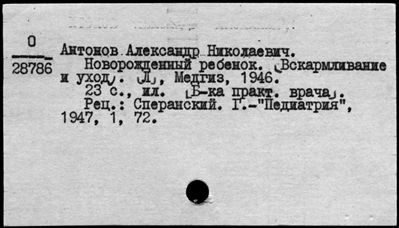 О
28786
Антонов Александр Николаевич.
Новорожденный ребенок. [Вскармливание
и уход]. [Л], Медгиз, 1946.
23 с., ил. [Б-ка практ. врача].
Рец.: Сперанский. Г.-"Педиатрия",
1947, 1, 72.